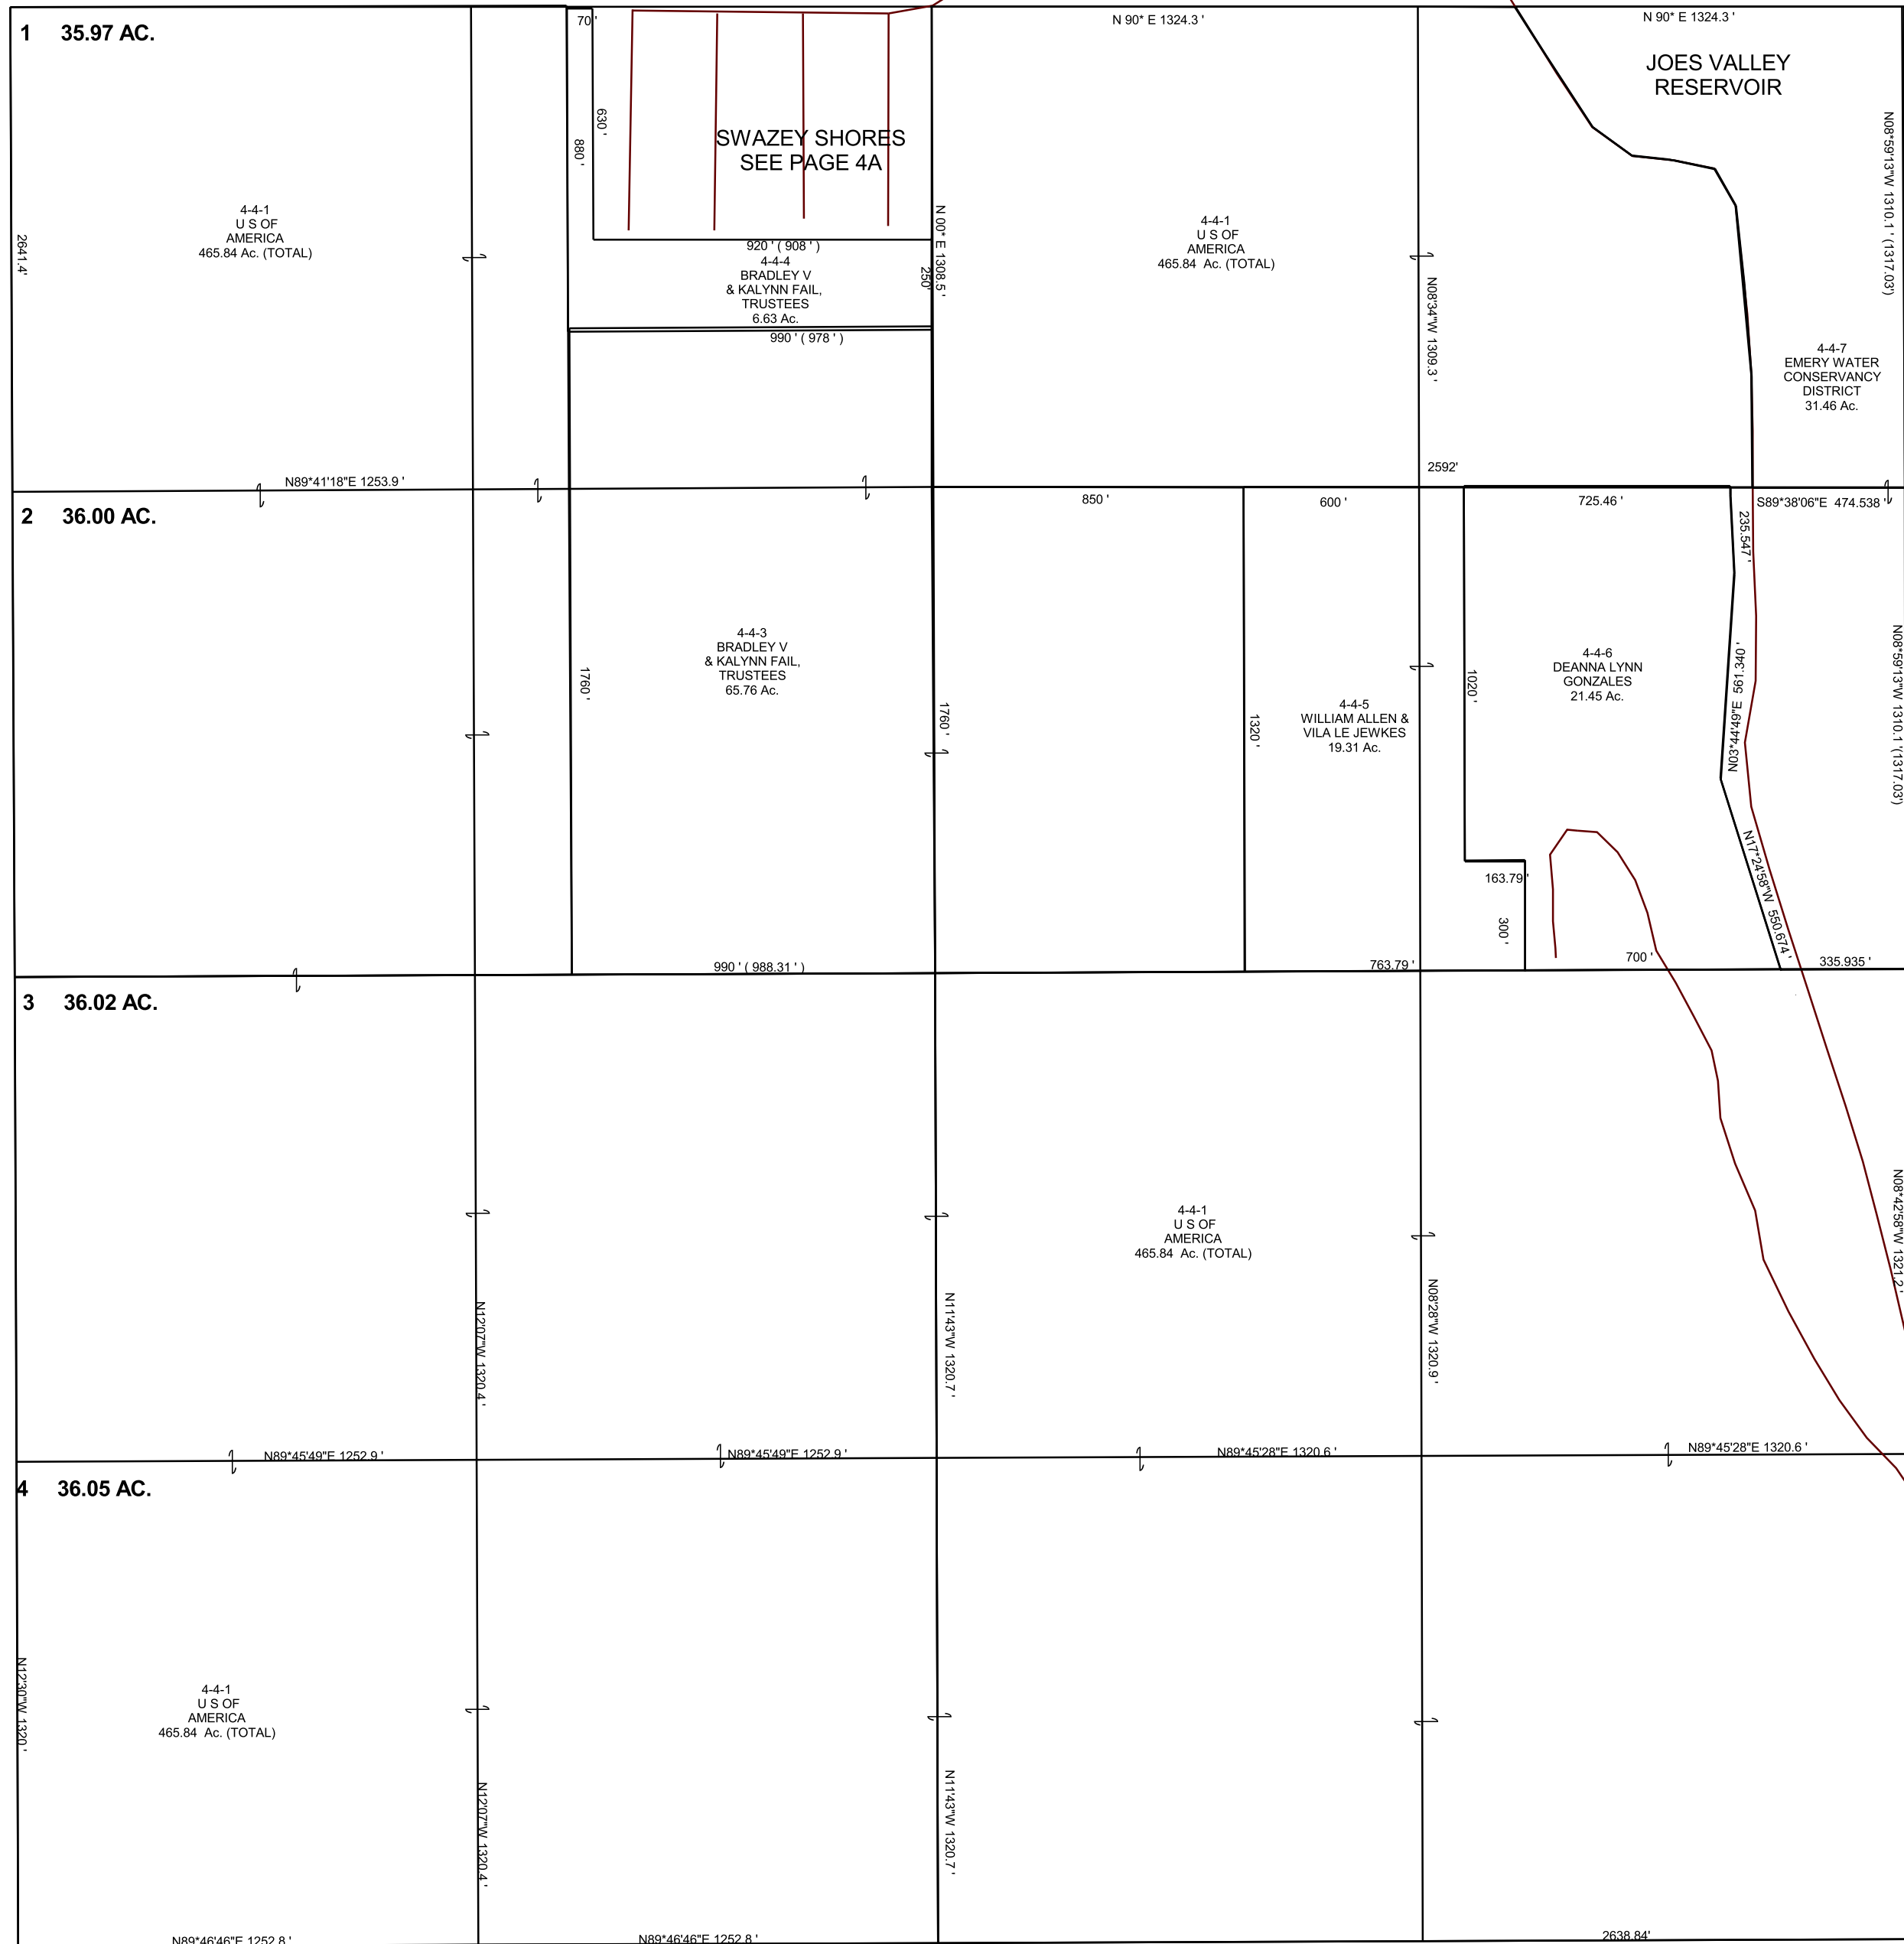 1 35.97 AC.
70'
N 90* E 1324.3 '
N 90* E 1324.3 '
JOES VALLEY
RESERVOIR
630'
880 '
SWAZEY SHORES
SEE PAGE 4A
N08*59'13"W 1310.1 ' (1317.03')
2641.4'
4-4-1
U S OF
AMERICA
465.84 Ac. (TOTAL)
N 00* E 1308.5 '
920 ' ( 908 ' )
250'
4-4-4
BRADLEY V
& KALYNN FAIL,
TRUSTEES
6.63 Ac.
990 ' ( 978 ' )
4-4-1
U S OF
AMERICA
465.84 Ac. (TOTAL)
N08'34"W 1309.3 '
4-4-7
EMERY WATER
CONSERVANCY
DISTRICT
31.46 Ac.
2592'
N89*41'18"E 1253.9 '
2 36.00 AC.
850 '
600 '
725.46 '
S89*38'06"E 474.538 '
235.547 '
4-4-3
BRADLEY V
& KALYNN FAIL,
TRUSTEES
65.76 Ac.
1760 '
1760 '
1320 '
4-4-5
WILLIAM ALLEN &
VILA LE JEWKES
19.31 Ac.
1020 '
4-4-6
DEANNA LYNN
GONZALES
21.45 Ac.
N03*44'49"E 561.340 '
N08*59'13"W 1310.1 '(1317.03')
N17*24'58"W 550.674 '
163.79 '
300 '
990 ' ( 988.31 ' )
763.79 '
700 '
335.935 '
3 36.02 AC.
4-4-1
U S OF
AMERICA
465.84 Ac. (TOTAL)
N08*42'58"W 1321.2 '
N12'07"W 1320.4 '
N11'43"W 1320.7 '
N08'28"W 1320.9 '
N89*45'49"E 1252.9 '
N89*45'49"E 1252.9 '
N89*45'28"E 1320.6 '
N89*45'28"E 1320.6 '
4 36.05 AC.
N12'30"W 1320 '
4-4-1
U S OF
AMERICA
465.84 Ac. (TOTAL)
N12'07"W 1320.4 '
N11'43"W 1320.7 '
N89*46'46"E 1252.8 '
N89*46'46"E 1252.8 '
2638.84'